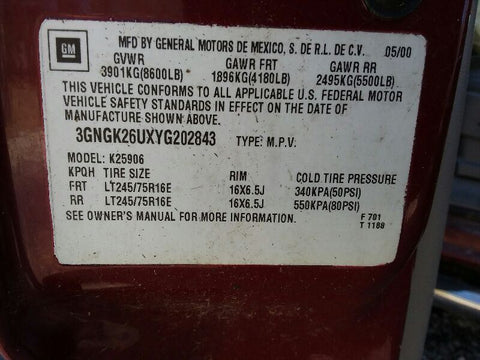 GM
MFD BY GENERAL MOTORS DE MEXICO, S. DE R.L. DE C.V. 05/00
GVWR GAWR FRT GAWR RR
3901KG(8600LB) 1896KG(4180LB) 2495KG(5500LB)
THIS VEHICLE CONFORMS TO ALL APPLICABLE U.S. FEDERAL MOTOR
VEHICLE SAFETY STANDARDS IN EFFECT ON THE DATE OF
MANUFACTURE SHOWN ABOVE.
3GNGK26UXYG202843 TYPE: M.P.V.
MODEL: K25906
KPQH TIRE SIZE RIM COLD TIRE PRESSURE
FRT LT245/75R16E 16X6.5J 340KPA(50PSI)
RR LT245/75R16E 16X6.5J 550KPA(80PSI)
SEE OWNER'S MANUAL FOR MORE INFORMATION. F 701
T 1188